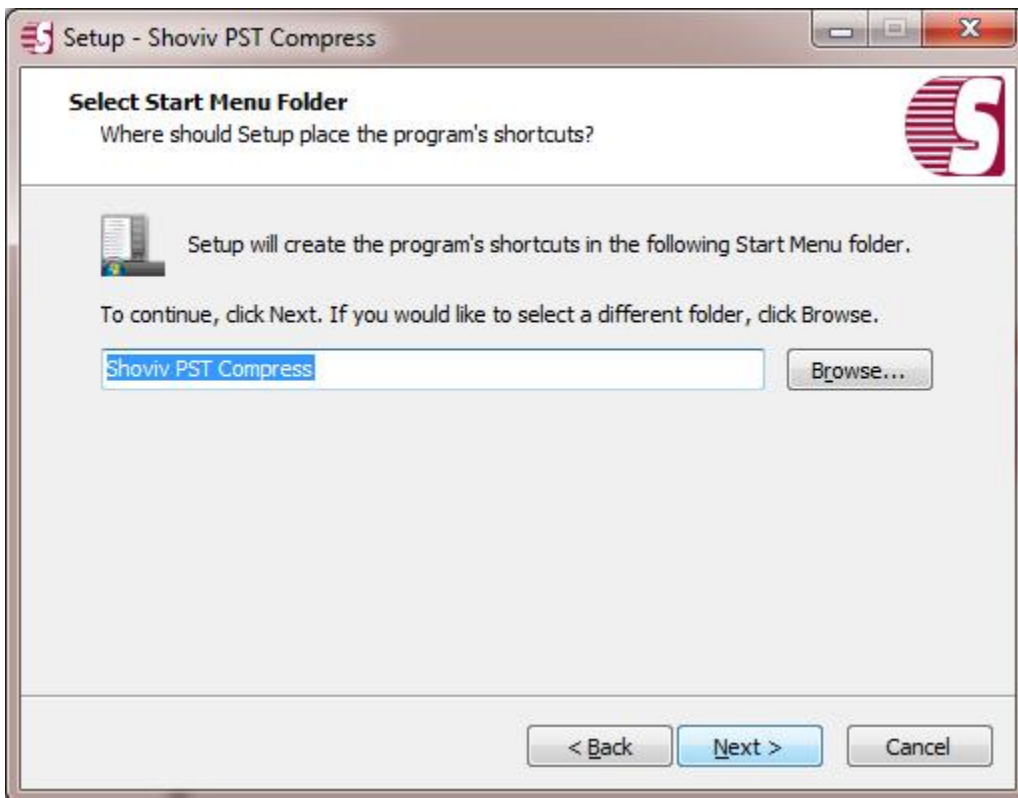 Setup - Shoviv PST Compress
Select Start Menu Folder
Where should Setup place the program's shortcuts?
Setup will create the program's shortcuts in the following Start Menu folder.
To continue, click Next. If you would like to select a different folder, click Browse.
Shoviv PST Compress
Browse...
< Back
Next >
Cancel